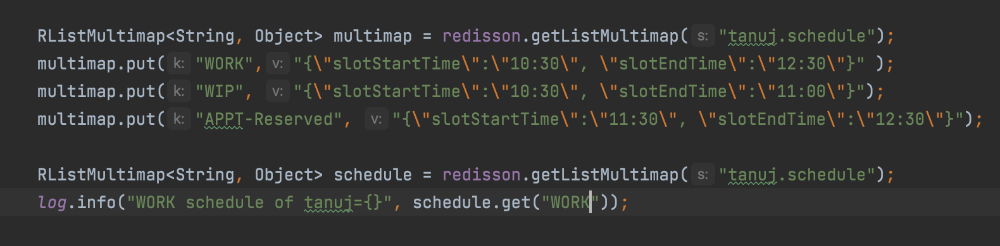 RListMultimap<String, Object> multimap = redisson.getListMultimap( s: "tanuj.schedule");
multimap.put( k: "WORK", v: "{\"slotStartTime\":\"10:30\", \"slotEndTime\":\"12:30\"}" );
multimap.put( k: "WIP", v: "{\"slotStartTime\":\"10:30\", \"slotEndTime\":\"11:00\"}");
multimap.put( k: "APPT-Reserved", v: "{\"slotStartTime\":\"11:30\", \"slotEndTime\":\"12:30\"}");
RListMultimap<String, Object> schedule = redisson.getListMultimap( s: "tanuj.schedule");
log.info("WORK schedule of tanuj={}", schedule.get("WORK"));